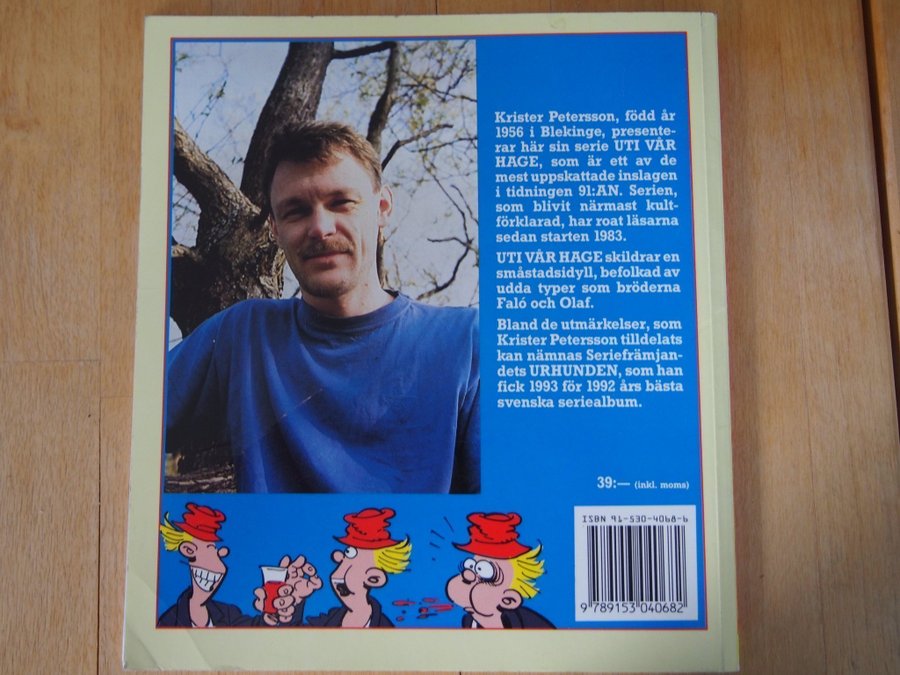 Krister Petersson, född år
1956 i Blekinge, presente-
rar här sin serie UTI VÅR
HAGE, som är ett av de
mest uppskattade inslagen
i tidningen 91:AN. Serien,
som blivit närmast kult-
förklarad, har roat läsarna
sedan starten 1983.
UTI VÅR HAGE skildrar en
småstadsidyll, befolkad av
udda typer som bröderna
Faló och Olaf.
Bland de utmärkelser, som
Krister Petersson tilldelats
kan nämnas Seriefrämjan-
dets URHUNDEN, som han
fick 1993 för 1992 års bästa
svenska seriealbum.
39:— (inkl. moms)
ISBN 91-530-4068-6
9 789153 040682